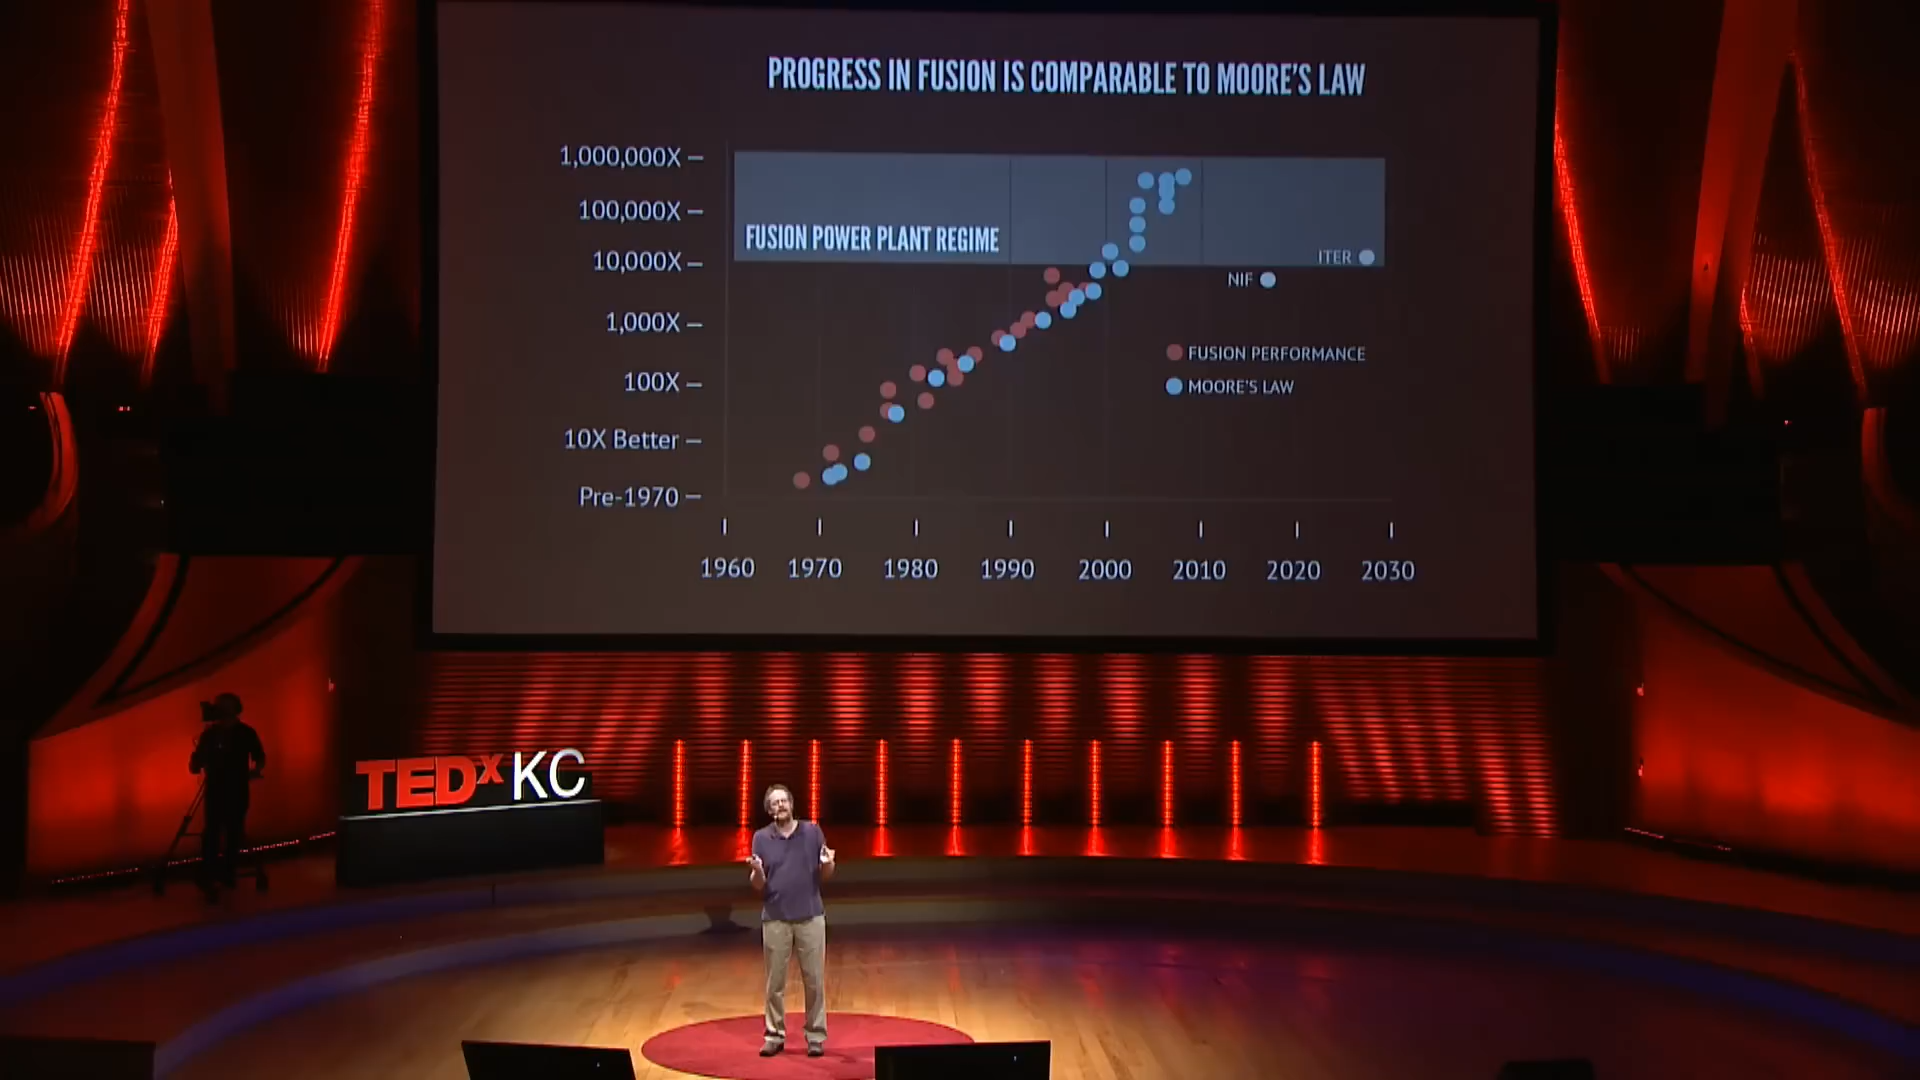 PROGRESS IN FUSION IS COMPARABLE TO MOORE'S LAW
1,000,000X
100,000X
FUSION POWER PLANT REGIME
10,000X
ITER
NIF
1,000X
FUSION PERFORMANCE
100X
MOORE'S LAW
10X Better
Pre-1970
1960 1970 1980 1990 2000 2010 2020 2030
TEDx KC